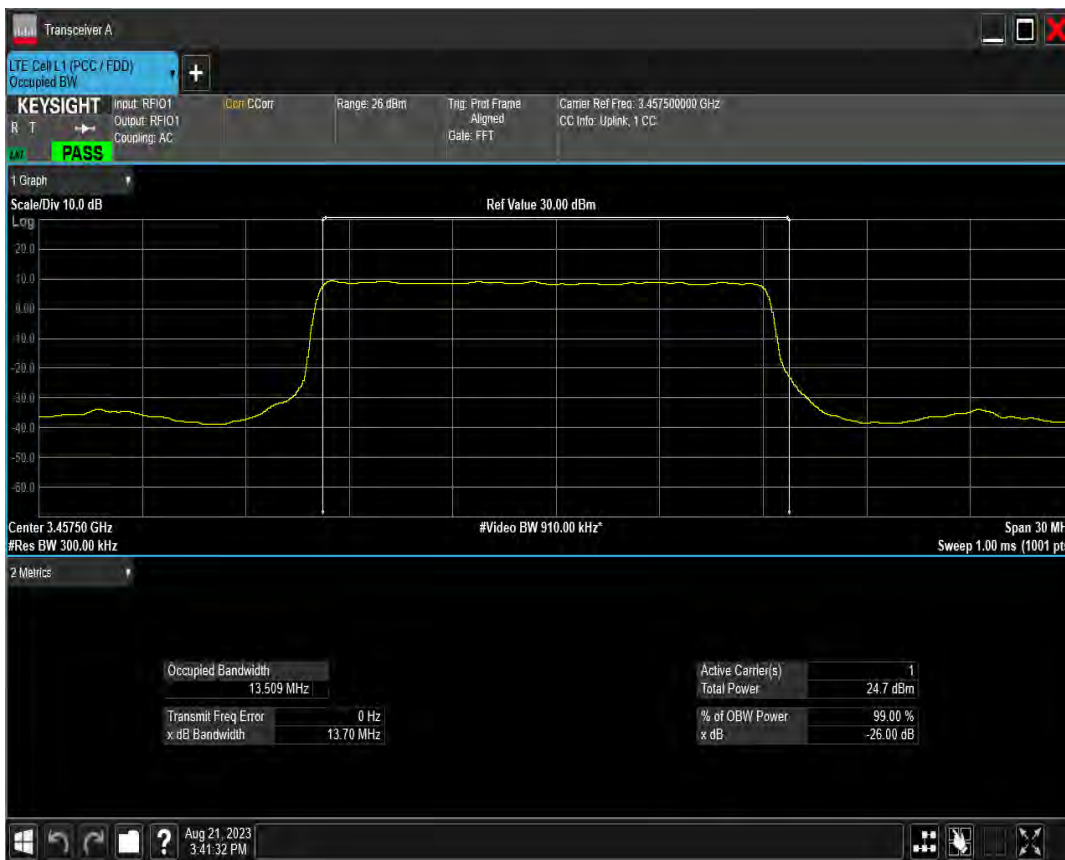 Transceiver A
LTE Cell L1 (PCC / FDD)
Occupied BW
+
KEYSIGHT
R T
PASS
Input: RFIO1
Output: RFIO1
Coupling: AC
Corr CCorr
Range: 26 dBm
Trig: Prot Frame
Aligned
Gate: FFT
Carrier Ref Freq: 3.457500000 GHz
CC Info: Uplink, 1 CC
1 Graph
Scale/Div 10.0 dB
Ref Value 30.00 dBm
Log
20.0
10.0
0.00
-10.0
-20.0
-30.0
-40.0
-50.0
-60.0
Center 3.45750 GHz
#Video BW 910.00 kHz*
Span 30 MH
#Res BW 300.00 kHz
Sweep 1.00 ms (1001 pt
2 Metrics
Occupied Bandwidth
13.509 MHz
Active Carrier(s) 1
Total Power 24.7 dBm
Transmit Freq Error 0 Hz
x dB Bandwidth 13.70 MHz
% of OBW Power 99.00 %
x dB -26.00 dB
?
Aug 21, 2023
3:41:32 PM